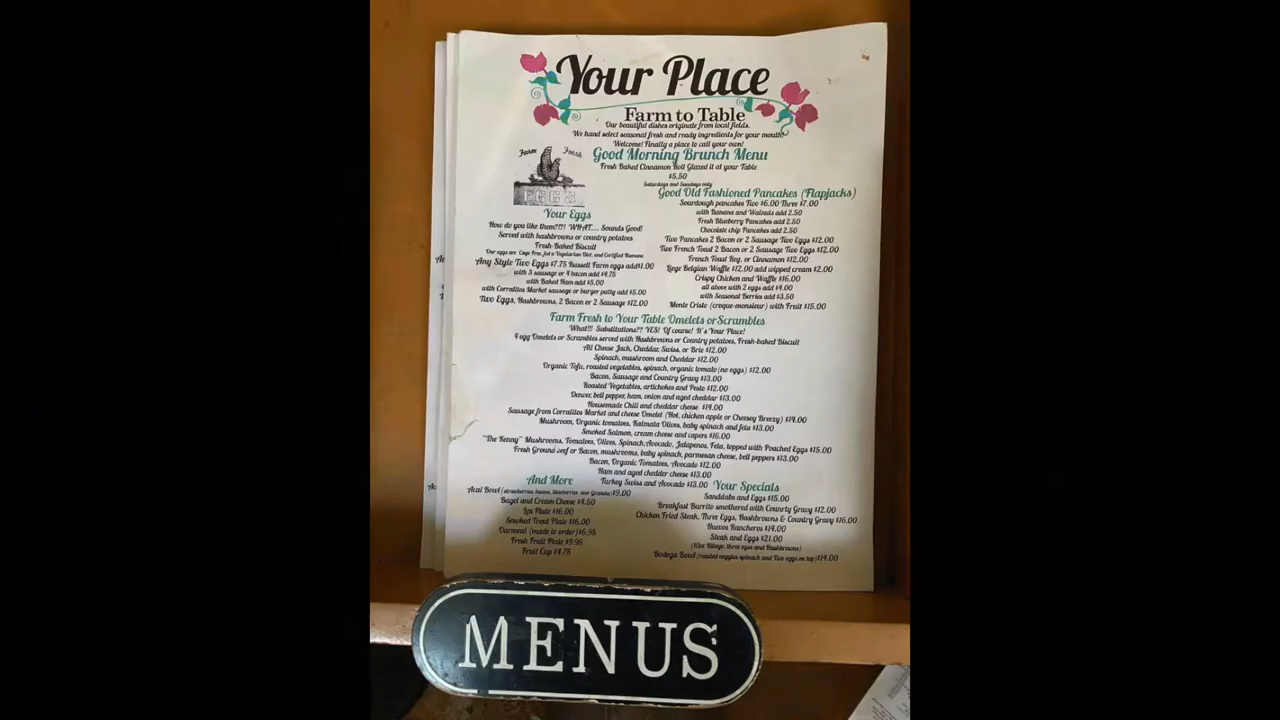 Your Place
Farm to Table
Our beautiful dishes originate from local fields.
We hand select seasonal fresh and ready ingredients for your mouth!
Welcome! Finally a place to call your own!
Farm Fresh
EGGS
Good Morning Brunch Menu
Fresh Baked Cinnamon Roll Glazed it at your Table
$5.50
Saturdays and Sundays only
Your Eggs
How do you like them?!?! WHAT.... Sounds Good!
Served with hashbrowns or country potatoes
Fresh-Baked Biscuit
Our eggs are Cage Free, fed a Vegetarian Diet, and Certified Humane
Any Style Two Eggs $7.75 Russell Farm eggs add$1.00
with 3 sausage or 4 bacon add $4.75
with Baked Ham add $5.00
with Corralitos Market sausage or burger patty add $5.00
Two Eggs, Hashbrowns, 2 Bacon or 2 Sausage $12.00
Good Old Fashioned Pancakes (Flapjacks)
Sourdough pancakes Two $6.00 Three $7.00
with Banana and Walnuts add 2.50
Fresh Blueberry Pancakes add 2.50
Chocolate chip Pancakes add 2.50
Two Pancakes 2 Bacon or 2 Sausage Two Eggs $12.00
Two French Toast 2 Bacon or 2 Sausage Two Eggs $12.00
French Toast Reg. or Cinnamon $12.00
Liege Belgian Waffle $12.00 add wipped cream $2.00
Crispy Chicken and Waffle $16.00
all above with 2 eggs add $4.00
with Seasonal Berries add $3.50
Monte Cristo (croque-monsieur) with Fruit $15.00
Farm Fresh to Your Table Omelets or Scrambles
What!!! Substitutions?? YES! Of course! It's Your Place!
4 egg Omelets or Scrambles served with Hashbrowns or Country potatoes, Fresh-baked Biscuit
All Cheese Jack, Cheddar, Swiss, or Brie $12.00
Spinach, mushroom and Cheddar $12.00
Organic Tofu, roasted vegetables, spinach, organic tomato(no eggs) $12.00
Bacon, Sausage and Country Gravy $13.00
Roasted Vegetables, artichokes and Pesto $12.00
Denver, bell pepper, ham, onion and aged cheddar $13.00
Housemade Chili and cheddar cheese $14.00
Sausage from Corralitos Market and cheese Omelet (Hot, chicken apple or Cheesey Breezy) $14.00
Mushroom, Organic tomatoes, Kalmata Olives, baby spinach and feta $13.00
Smoked Salmon, cream cheese and capers $16.00
"The Kenny" Mushrooms, Tomatoes, Olives, Spinach, Avocado, Jalapenos, Feta, topped with Poached Eggs $15.00
Fresh Ground beef or Bacon, mushrooms, baby spinach, parmesan cheese, bell peppers $13.00
Bacon, Organic Tomatoes, Avocado $12.00
Ham and aged chedder cheese $13.00
Turkey Swiss and Avocado $13.00
And More
Acai Bowl (strawberries, banana, blueberries over Granola) $9.00
Bagel and Cream Cheese $4.50
Lox Plate $16.00
Smoked Trout Plate $16.00
Oatmeal (made to order)$6.95
Fresh Fruit Plate $9.95
Fruit Cup $4.75
Your Specials
Sanddabs and Eggs $15.00
Breakfast Burrito smothered with Counrty Gravy $12.00
Chicken Fried Steak, Three Eggs, Hashbrowns & Country Gravy $16.00
Huevos Rancheros $14.00
Steak and Eggs $21.00
(10oz Ribeye, three eggs and Hashbrowns)
Bodega Bowl (roasted veggies spinach and Two eggs on top) $14.00
MENUS